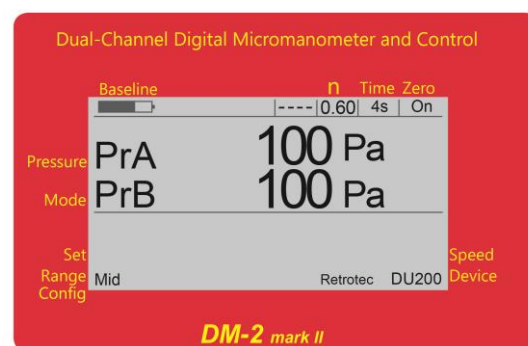 Dual-Channel Digital Micromanometer and Control
Baseline n Time Zero
|----|0.60| 4s | On
Pressure PrA 100 Pa
Mode PrB 100 Pa
Set Speed
Range Mid Retrotec DU200 Device
Config
DM-2 mark II